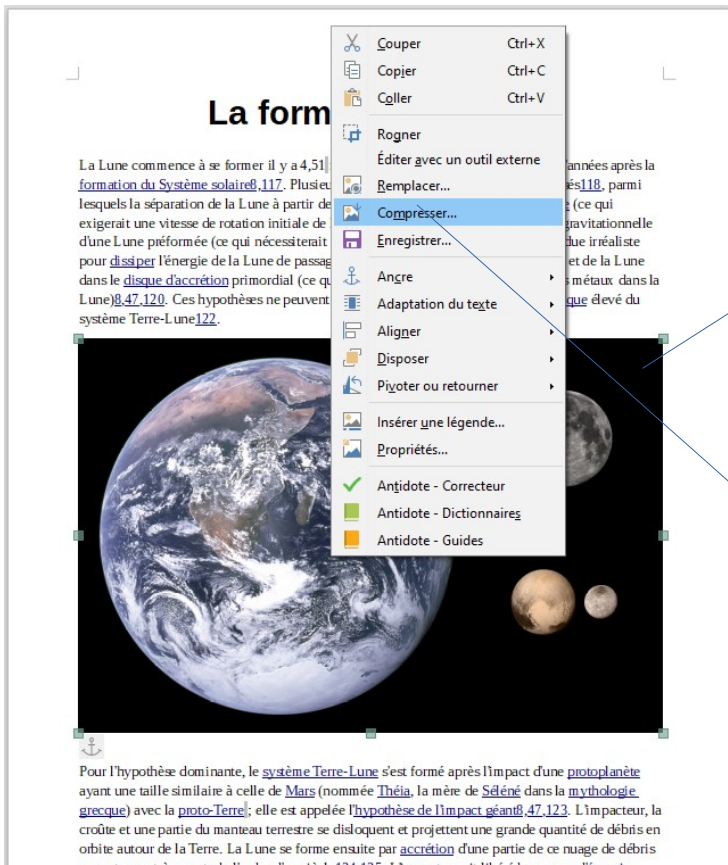 La form
La Lune commence à se former il y a 4,51 'années après la
formation du Système solaire8,117. Plusieu és118, parmi
lesquels la séparation de la Lune à partir de e (ce qui
exigerait une vitesse de rotation initiale de gravitationnelle
d'une Lune préformée (ce qui nécessiterait due irréaliste
pour dissiper l'énergie de la Lune de passag et de la Lune
dans le disque d'accrétion primordial (ce qu s métaux dans la
Lune)8,47,120. Ces hypothèses ne peuvent que élevé du
système Terre-Lune122.
Couper Ctrl+X
Copier Ctrl+C
Coller Ctrl+V
Rogner
Éditer avec un outil externe
Remplacer...
Compresser...
Enregistrer...
Ancre
Adaptation du texte
Aligner
Disposer
Pivoter ou retourner
Insérer une légende...
Propriétés...
Antidote - Correcteur
Antidote - Dictionnaires
Antidote - Guides
Pour l'hypothèse dominante, le système Terre-Lune s'est formé après l'impact d'une protoplanète
ayant une taille similaire à celle de Mars (nommée Théia, la mère de Séléné dans la mythologie
grecque) avec la proto-Terre ; elle est appelée l'hypothèse de l'impact géant8,47,123. L'impacteur, la
croûte et une partie du manteau terrestre se disloquent et projettent une grande quantité de débris en
orbite autour de la Terre. La Lune se forme ensuite par accrétion d'une partie de ce nuage de débris